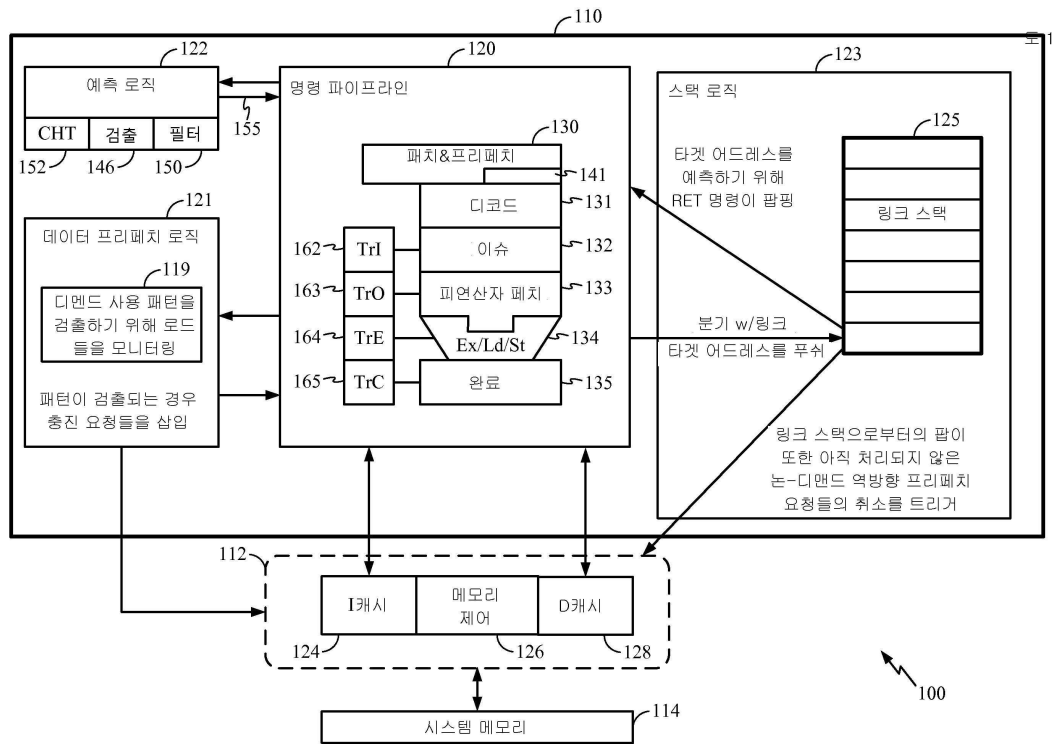 110
도 1
122
예측 로직
CHT
검출
필터
152
146
150
155
120
명령 파이프라인
130
패치&프리페치
141
디코드
131
162
TrI
이슈
132
163
TrO
피연산자 페치
133
164
TrE
Ex/Ld/St
134
165
TrC
완료
135
121
데이터 프리페치 로직
119
디멘드 사용 패턴을
검출하기 위해 로드
들을 모니터링
패턴이 검출되는 경우
충진 요청들을 삽입
123
스택 로직
125
타겟 어드레스를
예측하기 위해
RET 명령이 팝핑
링크 스택
분기 w/링크
타겟 어드레스를 푸쉬
링크 스택으로부터의 팝이
또한 아직 처리되지 않은
논-디맨드 역방향 프리페치
요청들의 취소를 트리거
112
I캐시
메모리
제어
D캐시
124
126
128
100
시스템 메모리
114